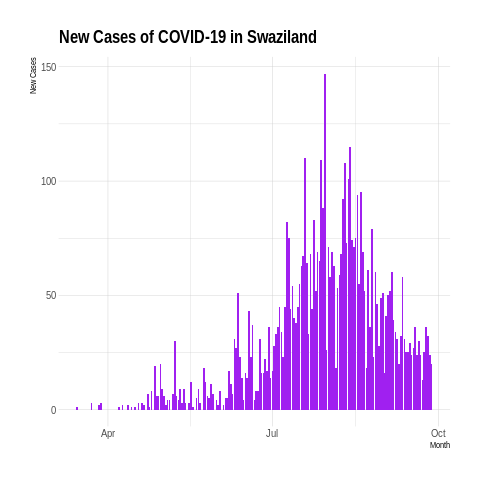 New Cases of COVID-19 in Swaziland
New Cases
150
100
50
0
Apr
Jul
Oct
Month